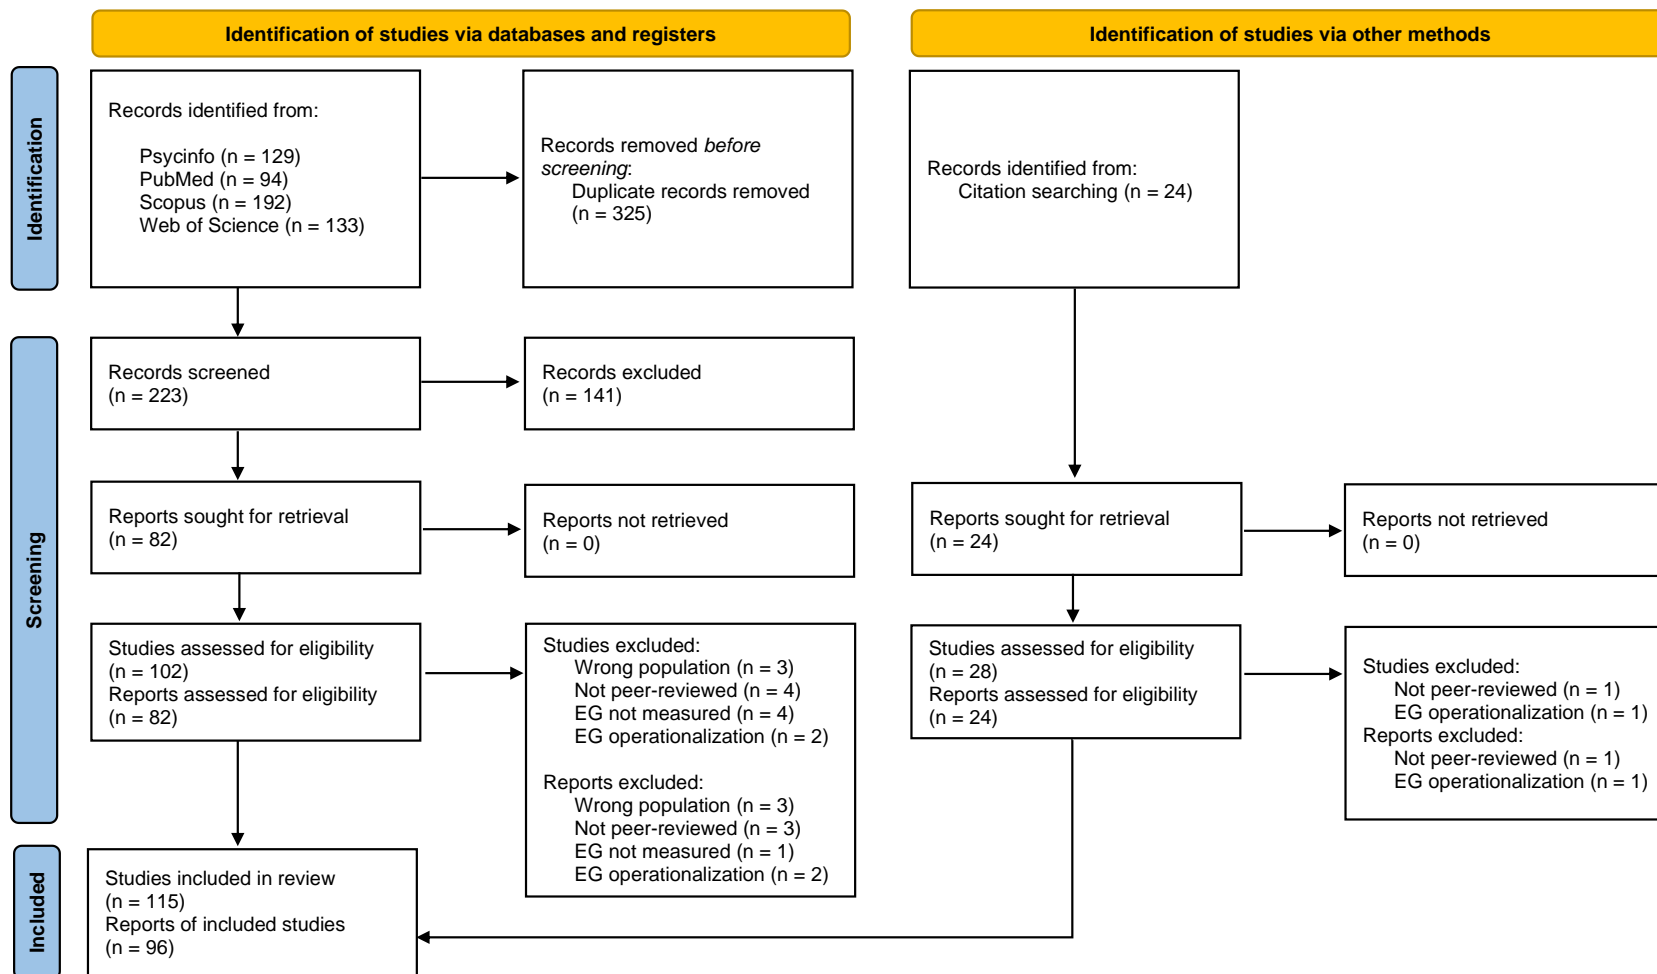 Identification of studies via databases and registers
Identification of studies via other methods
Identification
Records identified from:
Psycinfo (n = 129)
PubMed (n = 94)
Scopus (n = 192)
Web of Science (n = 133)
Records removed before
screening:
Duplicate records removed
(n = 325)
Records identified from:
Citation searching (n = 24)
Screening
Records screened
(n = 223)
Records excluded
(n = 141)
Reports sought for retrieval
(n = 82)
Reports not retrieved
(n = 0)
Reports sought for retrieval
(n = 24)
Reports not retrieved
(n = 0)
Studies assessed for eligibility
(n = 102)
Reports assessed for eligibility
(n = 82)
Studies excluded:
Wrong population (n = 3)
Not peer-reviewed (n = 4)
EG not measured (n = 4)
EG operationalization (n = 2)
Reports excluded:
Wrong population (n = 3)
Not peer-reviewed (n = 3)
EG not measured (n = 1)
EG operationalization (n = 2)
Studies assessed for eligibility
(n = 28)
Reports assessed for eligibility
(n = 24)
Studies excluded:
Not peer-reviewed (n = 1)
EG operationalization (n = 1)
Reports excluded:
Not peer-reviewed (n = 1)
EG operationalization (n = 1)
Included
Studies included in review
(n = 115)
Reports of included studies
(n = 96)